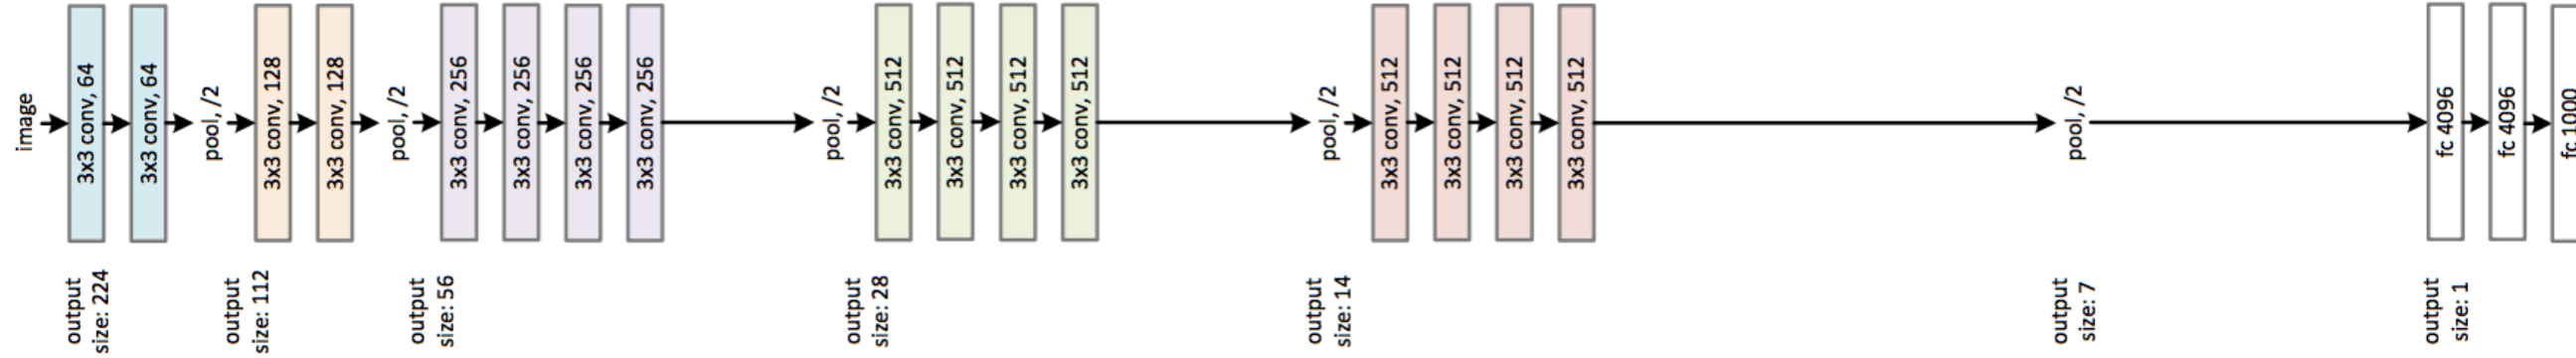 image
3x3 conv, 64
3x3 conv, 64
pool, /2
3x3 conv, 128
3x3 conv, 128
pool, /2
3x3 conv, 256
3x3 conv, 256
3x3 conv, 256
3x3 conv, 256
pool, /2
3x3 conv, 512
3x3 conv, 512
3x3 conv, 512
3x3 conv, 512
pool, /2
3x3 conv, 512
3x3 conv, 512
3x3 conv, 512
3x3 conv, 512
pool, /2
fc 4096
fc 4096
fc 1000
output
size: 224
output
size: 112
output
size: 56
output
size: 28
output
size: 14
output
size: 7
output
size: 1